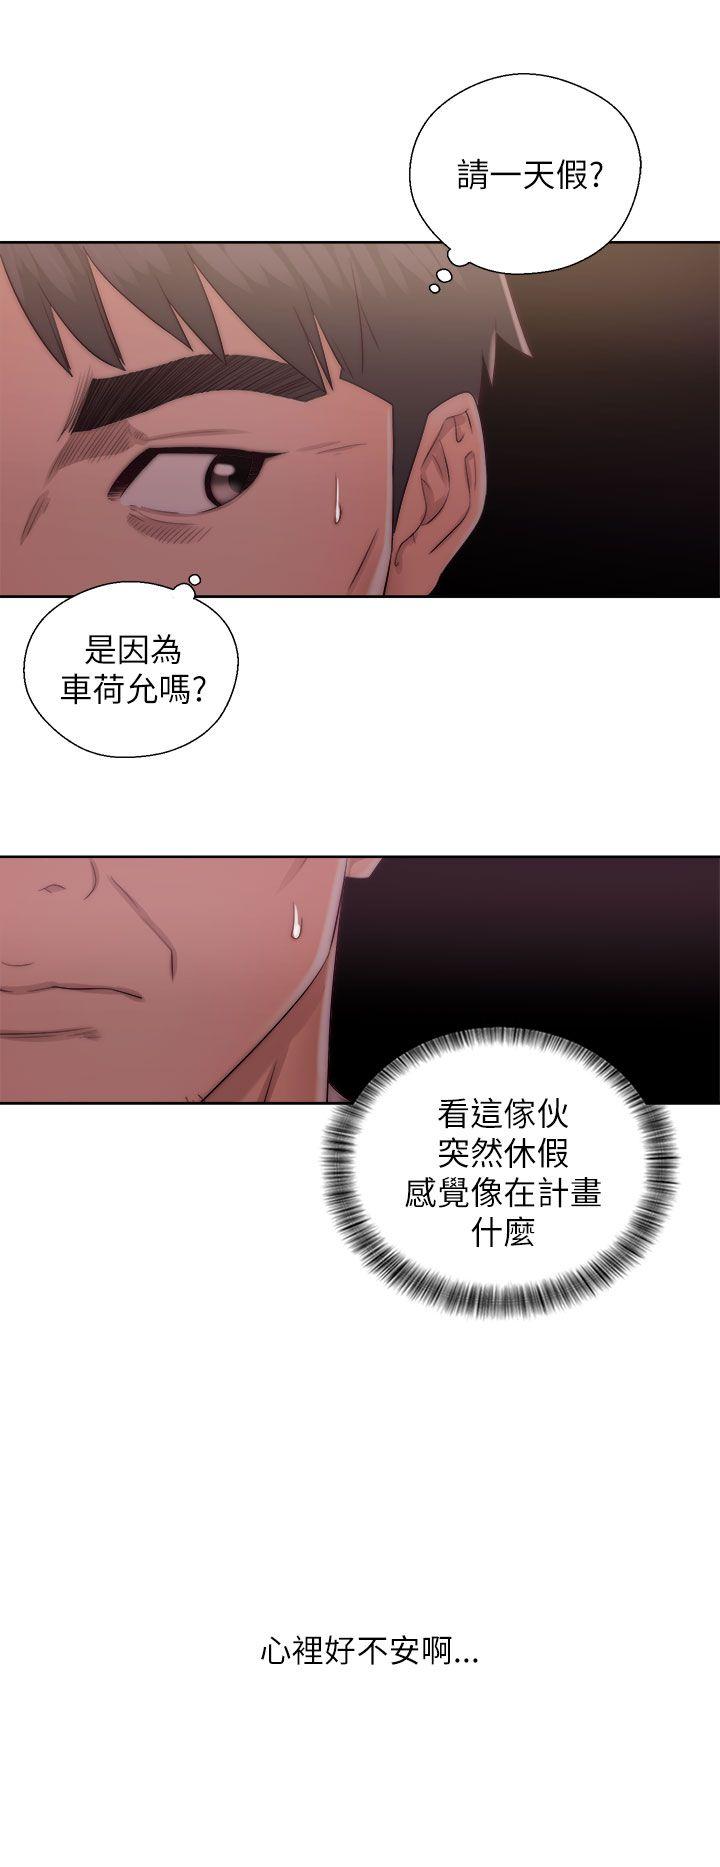 請一天假?
是因為
車荷允嗎?
看這傢伙
突然休假
感覺像在計畫
什麼
心裡好不安啊...